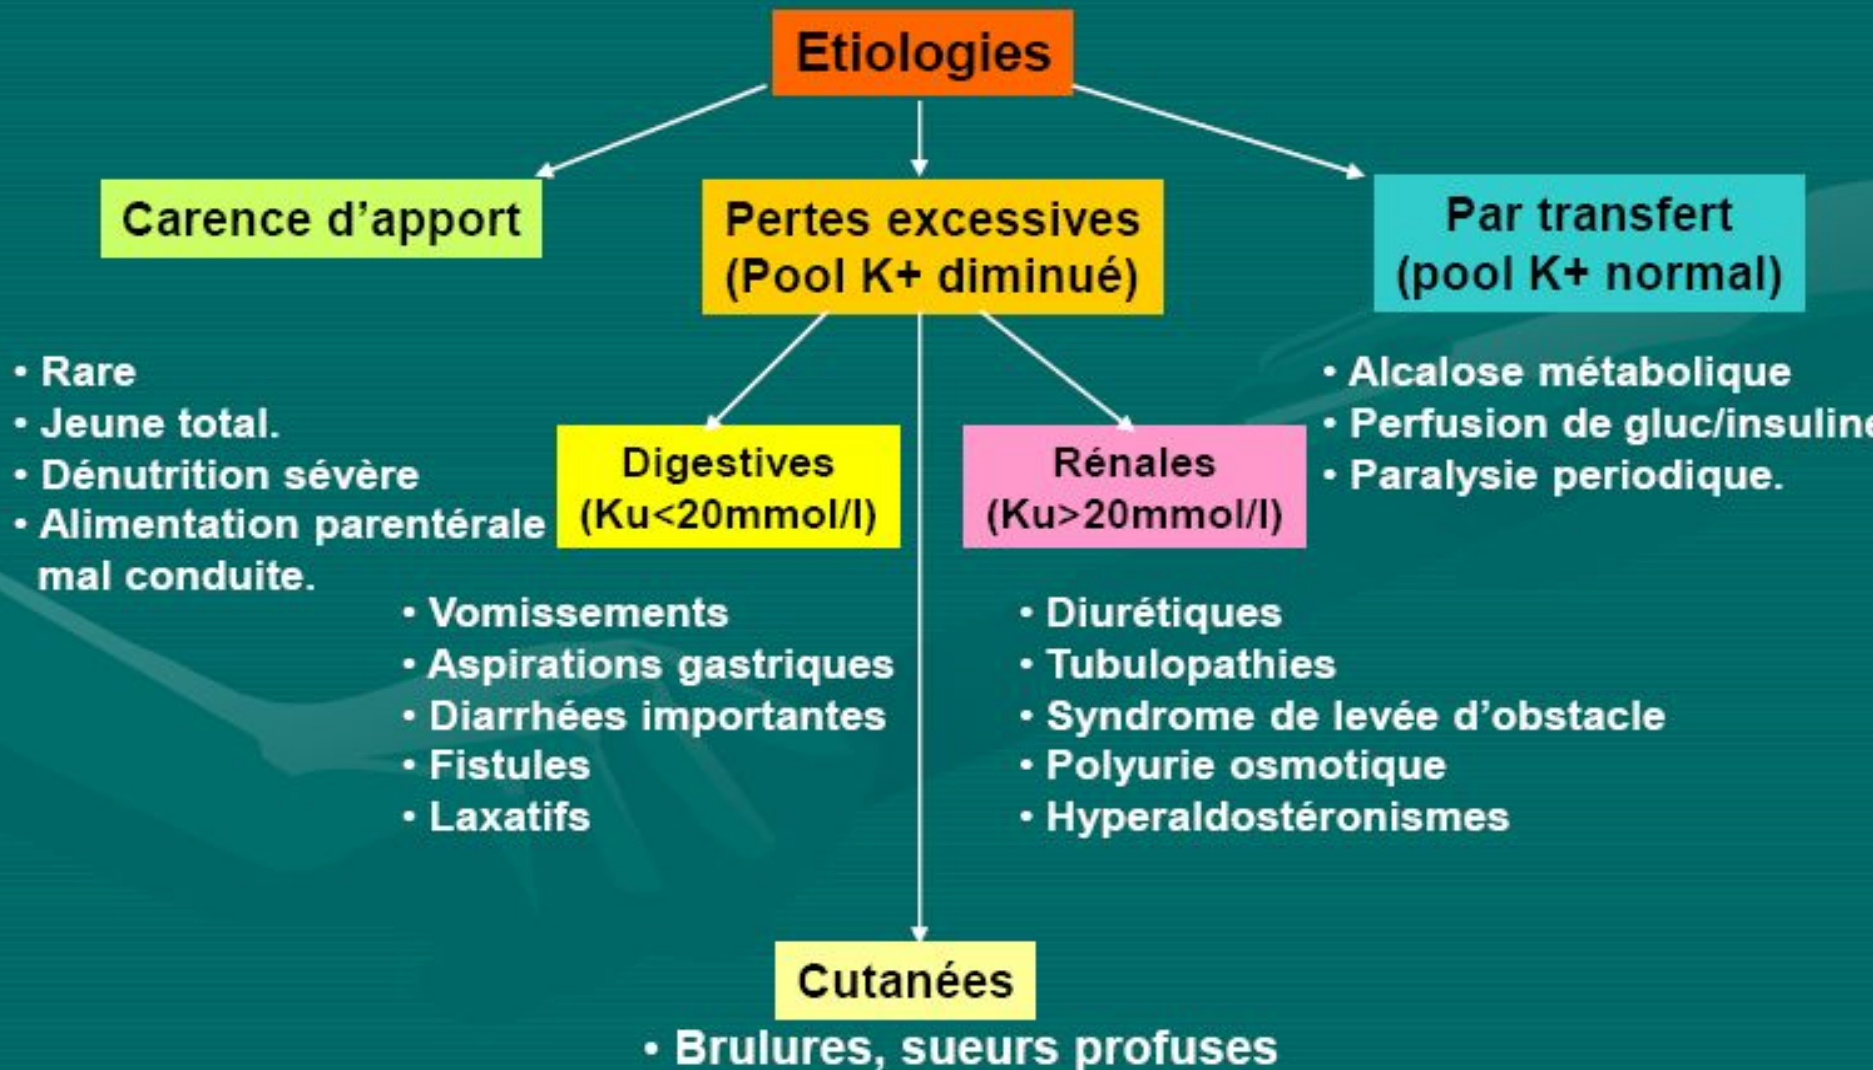 Etiologies
Carence d'apport
• Rare
• Jeune total.
• Dénutrition sévère
• Alimentation parentérale
mal conduite.
Pertes excessives
(Pool K+ diminué)
Digestives
(Ku<20mmol/l)
• Vomissements
• Aspirations gastriques
• Diarrhées importantes
• Fistules
• Laxatifs
Rénales
(Ku>20mmol/l)
• Diurétiques
• Tubulopathies
• Syndrome de levée d'obstacle
• Polyurie osmotique
• Hyperaldostéronismes
Cutanées
• Brulures, sueurs profuses
Par transfert
(pool K+ normal)
• Alcalose métabolique
• Perfusion de gluc/insuline
• Paralysie periodique.